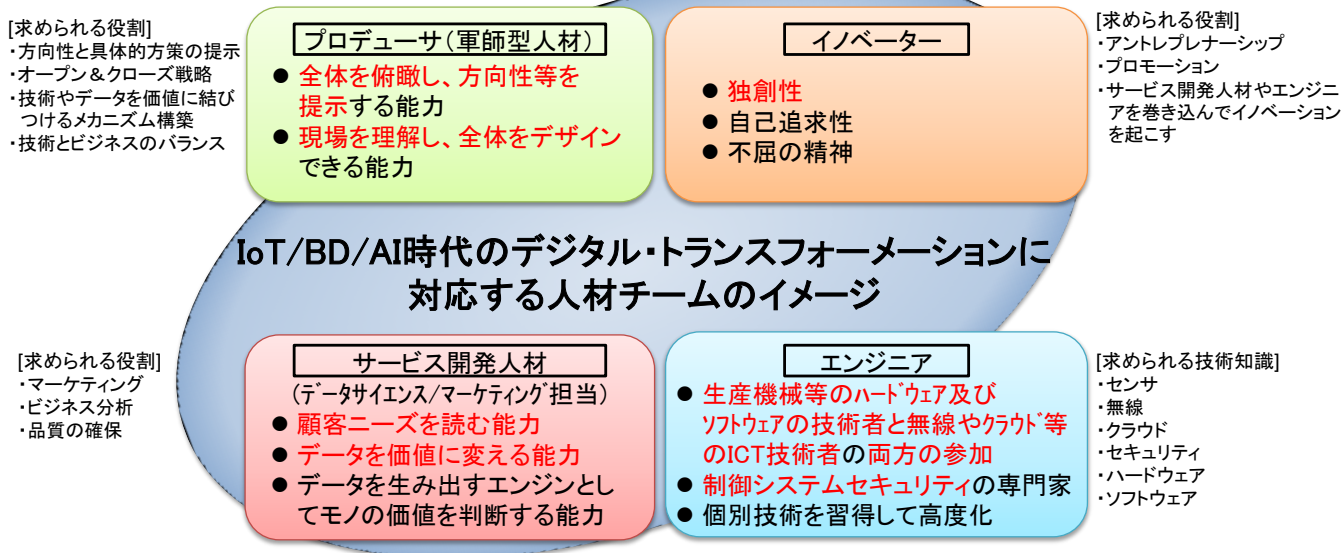 [求められる役割]
・方向性と具体的方策の提示
・オープン＆クローズ戦略
・技術やデータを価値に結び
つけるメカニズム構築
・技術とビジネスのバランス
プロデューサ(軍師型人材)
● 全体を俯瞰し、方向性等を
提示する能力
● 現場を理解し、全体をデザイン
できる能力
イノベーター
● 独創性
● 自己追求性
● 不屈の精神
[求められる役割]
・アントレプレナーシップ
・プロモーション
・サービス開発人材やエンジニ
アを巻き込んでイノベーション
を起こす
IoT/BD/AI時代のデジタル・トランスフォーメーションに
対応する人材チームのイメージ
[求められる役割]
・マーケティング
・ビジネス分析
・品質の確保
サービス開発人材
(ﾃﾞｰﾀサイエンス/マーケティング担当)
● 顧客ニーズを読む能力
● データを価値に変える能力
● データを生み出すエンジンとし
てモノの価値を判断する能力
エンジニア
● 生産機械等のﾊｰﾄﾞｳｪｱ及び
ｿﾌﾄｳｪｱの技術者と無線やｸﾗｳﾄﾞ等
のICT技術者の両方の参加
● 制御システムセキュリティの専門家
● 個別技術を習得して高度化
[求められる技術知識]
・センサ
・無線
・クラウド
・セキュリティ
・ハードウェア
・ソフトウェア